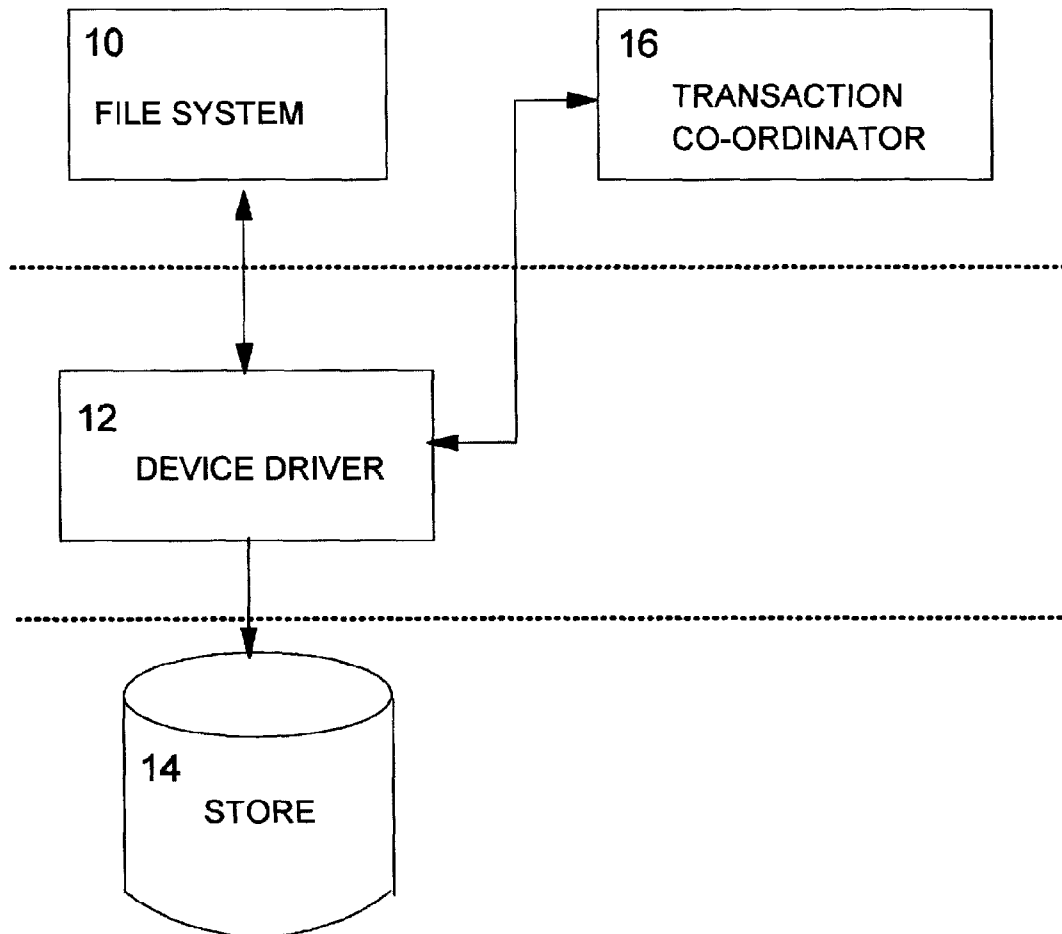 10
FILE SYSTEM
16
TRANSACTION
CO-ORDINATOR
12
DEVICE DRIVER
14
STORE